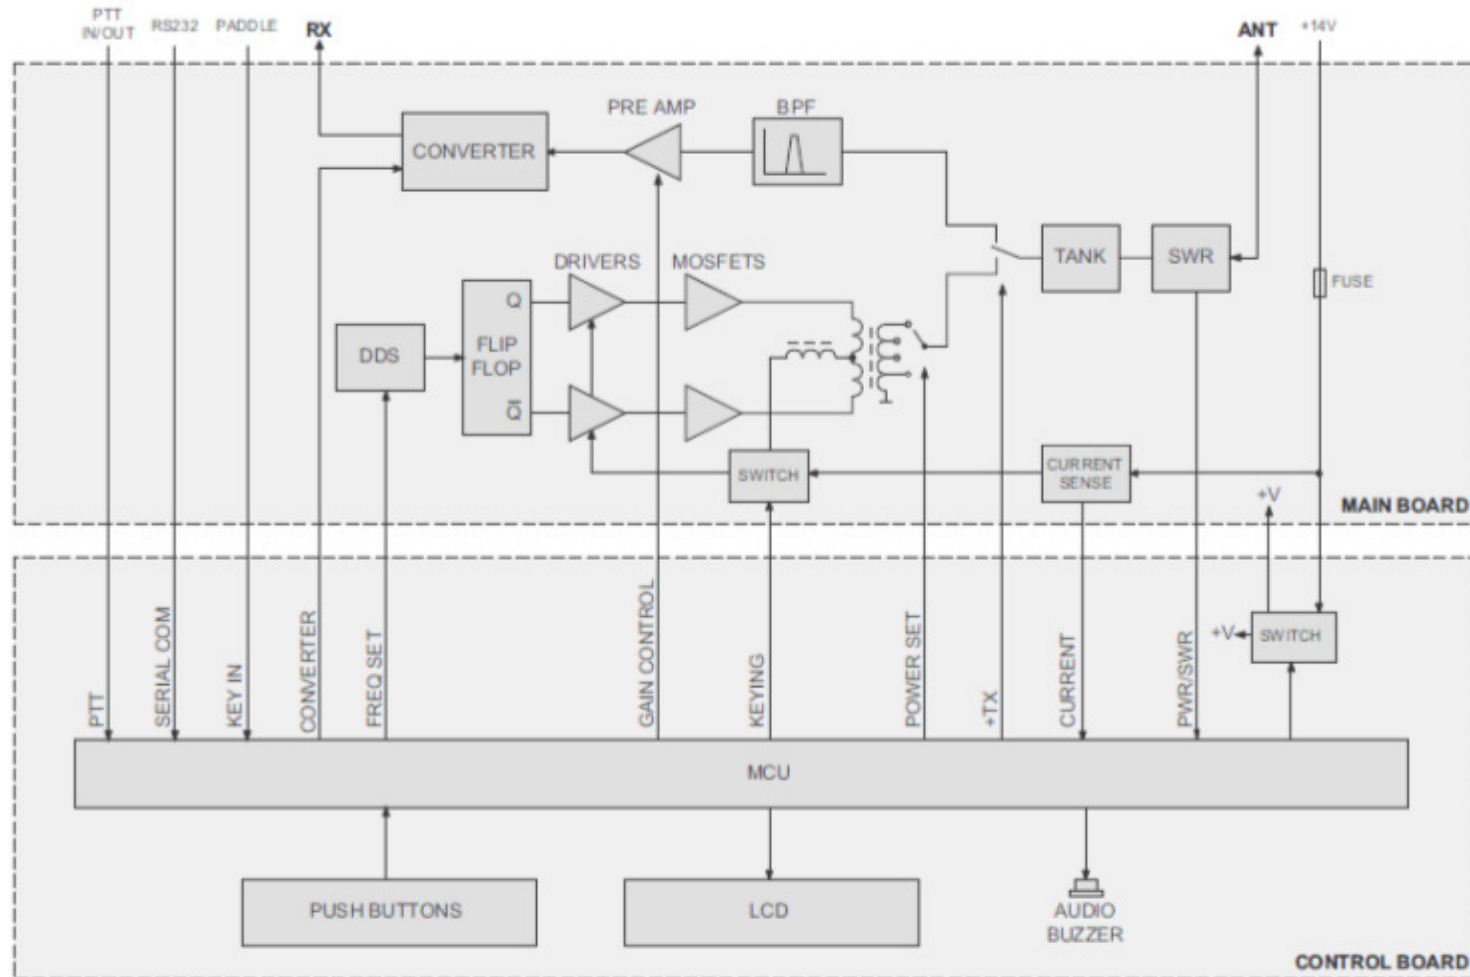 PTT
IN/OUT
RS232
PADDLE
RX
ANT
+14V
PRE AMP
BPF
CONVERTER
DRIVERS
MOSFETS
TANK
SWR
FUSE
Q
DDS
FLIP
FLOP
QI
SWITCH
CURRENT
SENSE
+V
MAIN BOARD
PTT
SERIAL COM
KEY IN
CONVERTER
FREQ SET
GAIN CONTROL
KEYING
POWER SET
+TX
CURRENT
PWR/SWR
+V
SWITCH
MCU
PUSH BUTTONS
LCD
AUDIO
BUZZER
CONTROL BOARD